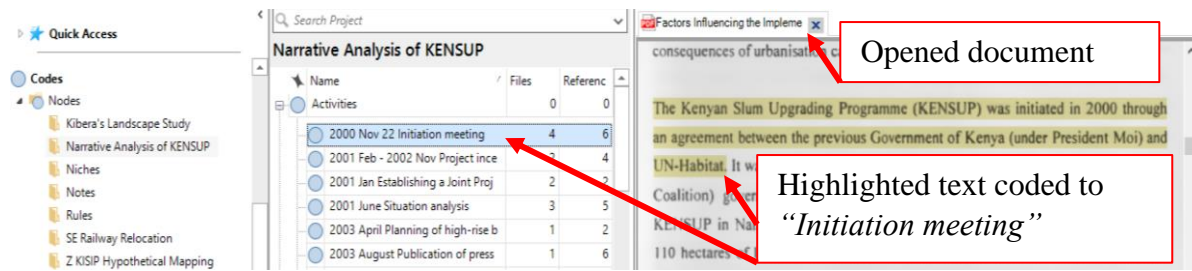 Quick Access
Codes
Nodes
Kibera's Landscape Study
Narrative Analysis of KENSUP
Niches
Notes
Rules
SE Railway Relocation
Z KISIP Hypothetical Mapping
Search Project
Narrative Analysis of KENSUP
Name Files Referenc
Activities 0 0
2000 Nov 22 Initiation meeting 4 6
2001 Feb - 2002 Nov Project ince 4
2001 Jan Establishing a Joint Proj 2 2
2001 June Situation analysis 3 5
2003 April Planning of high-rise b 1 2
2003 August Publication of press 1 6
Factors Influencing the Impleme
consequences of urbanisation
The Kenyan Slum Upgrading Programme (KENSUP) was initiated in 2000 through
an agreement between the previous Government of Kenya (under President Moi) and
UN-Habitat. It
Coalition)
KENSUP in
110 hectares of
Opened document
Highlighted text coded to
“Initiation meeting”